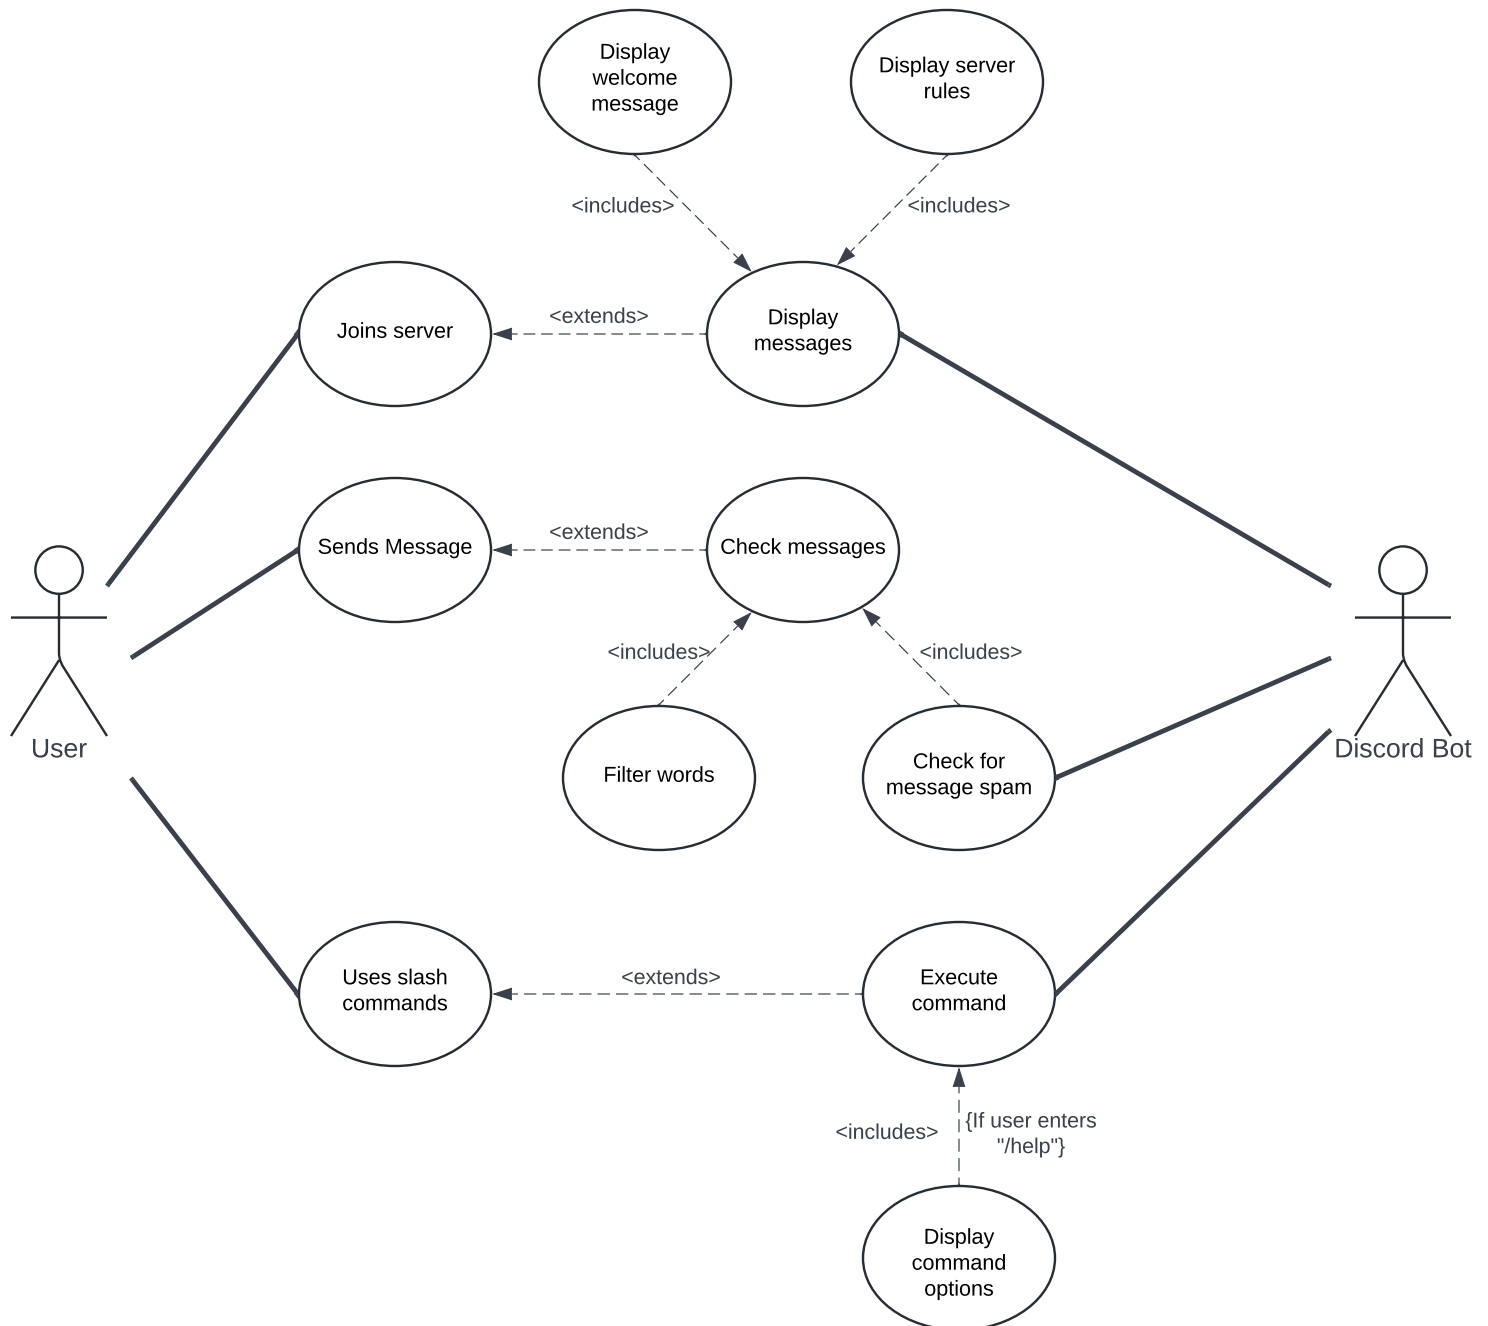 Display
welcome
message
Display server
rules
<includes>
<includes>
Joins server
<extends>
Display
messages
Sends Message
<extends>
Check messages
<includes>
<includes>
User
Discord Bot
Filter words
Check for
message spam
Uses slash
commands
<extends>
Execute
command
<includes>
{If user enters
"/help"}
Display
command
options